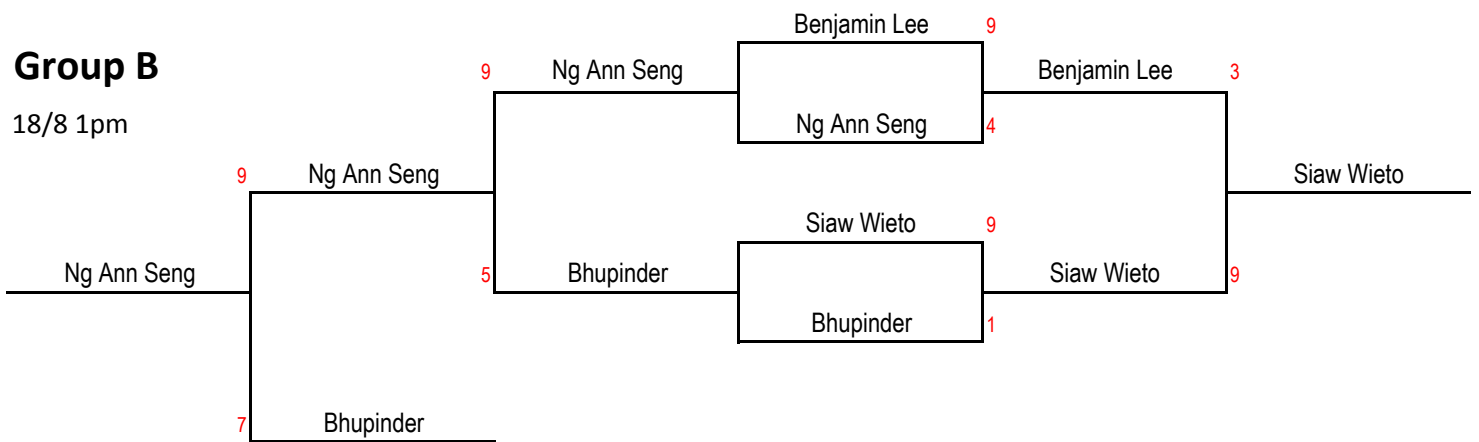 Benjamin Lee 9
Group B
9 Ng Ann Seng Benjamin Lee 3
18/8 1pm Ng Ann Seng 4
9 Ng Ann Seng Siaw Wieto
Siaw Wieto 9
Ng Ann Seng 5 Bhupinder Siaw Wieto 9
Bhupinder 1
7 Bhupinder